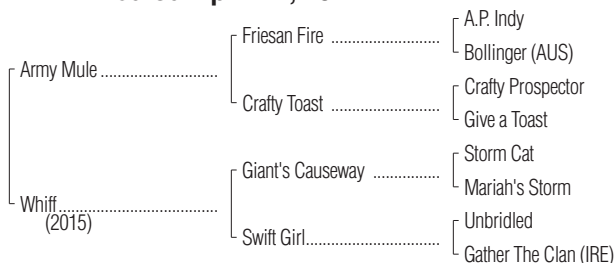 Army Mule
Friesan Fire
A.P. Indy
Bollinger (AUS)
Crafty Toast
Crafty Prospector
Give a Toast
Whiff
(2015)
Giant's Causeway
Storm Cat
Mariah's Storm
Swift Girl
Unbridled
Gather The Clan (IRE)